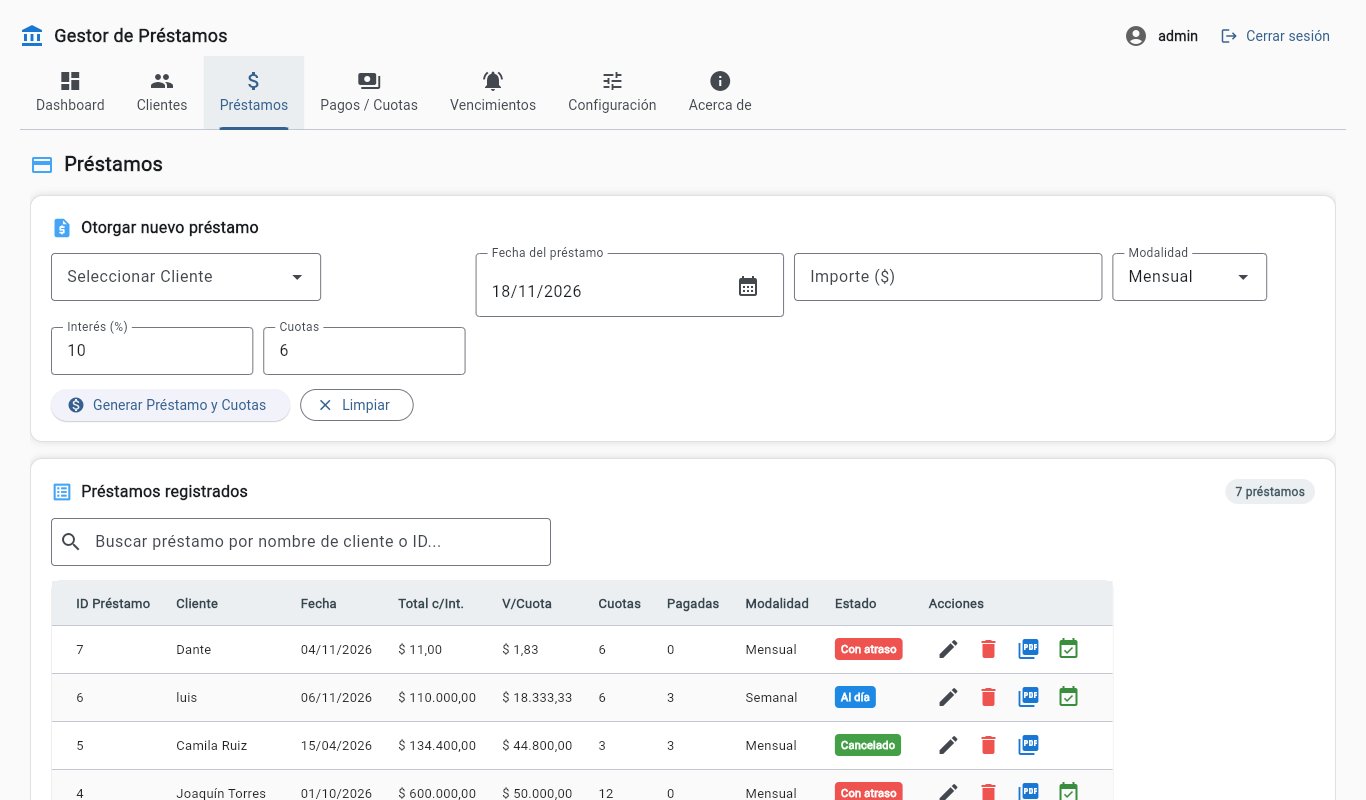 Gestor de Préstamos
admin
Cerrar sesión
Dashboard
Clientes
Préstamos
Pagos / Cuotas
Vencimientos
Configuración
Acerca de
Préstamos
Otorgar nuevo préstamo
Seleccionar Cliente
Fecha del préstamo
18/11/2026
Importe ($)
Modalidad
Mensual
Interés (%)
10
Cuotas
6
Generar Préstamo y Cuotas
Limpiar
Préstamos registrados
7 préstamos
Buscar préstamo por nombre de cliente o ID...
ID Préstamo Cliente Fecha Total c/Int. V/Cuota Cuotas Pagadas Modalidad Estado Acciones
7 Dante 04/11/2026 $ 11,00 $ 1,83 6 0 Mensual Con atraso PDF
6 luis 06/11/2026 $ 110.000,00 $ 18.333,33 6 3 Semanal Al día PDF
5 Camila Ruiz 15/04/2026 $ 134.400,00 $ 44.800,00 3 3 Mensual Cancelado PDF
4 Joaquín Torres 01/10/2026 $ 600.000,00 $ 50.000,00 12 0 Mensual Con atraso PDF